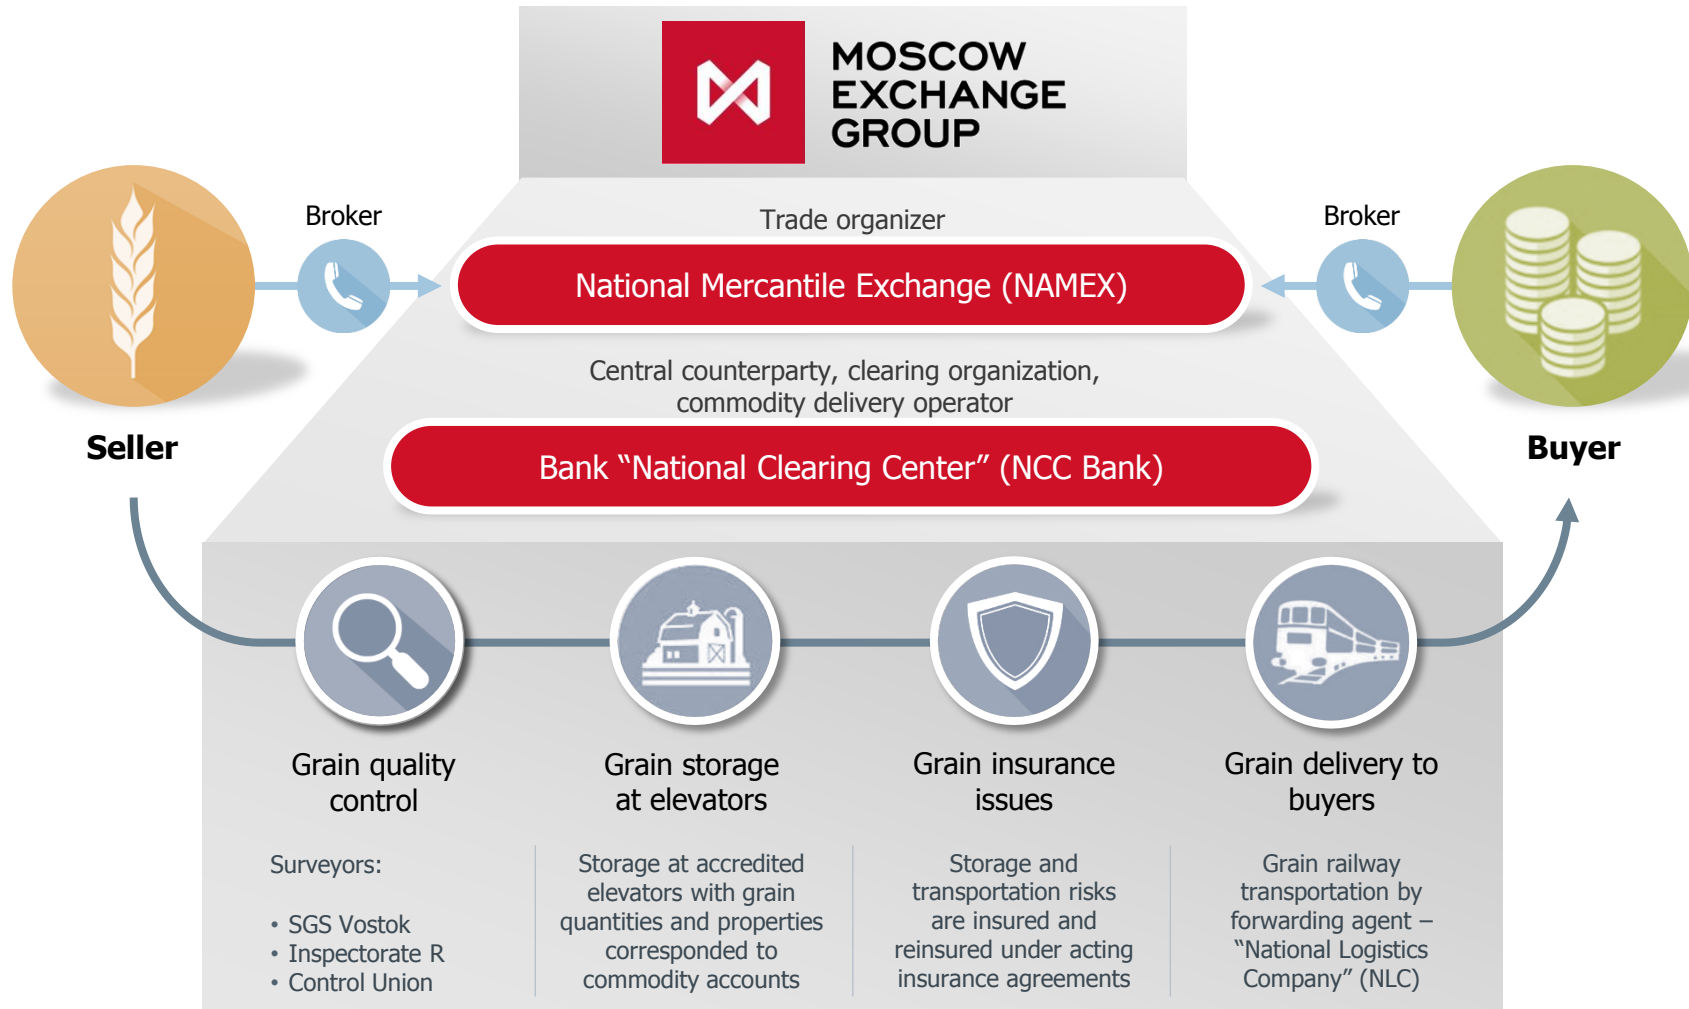 MOSCOW
EXCHANGE
GROUP
Broker
Trade organizer
Broker
National Mercantile Exchange (NAMEX)
Central counterparty, clearing organization,
commodity delivery operator
Seller
Bank “National Clearing Center” (NCC Bank)
Buyer
Grain quality
control
Surveyors:
• SGS Vostok
• Inspectorate R
• Control Union
Grain storage
at elevators
Storage at accredited
elevators with grain
quantities and properties
corresponded to
commodity accounts
Grain insurance
issues
Storage and
transportation risks
are insured and
reinsured under acting
insurance agreements
Grain delivery to
buyers
Grain railway
transportation by
forwarding agent –
“National Logistics
Company” (NLC)